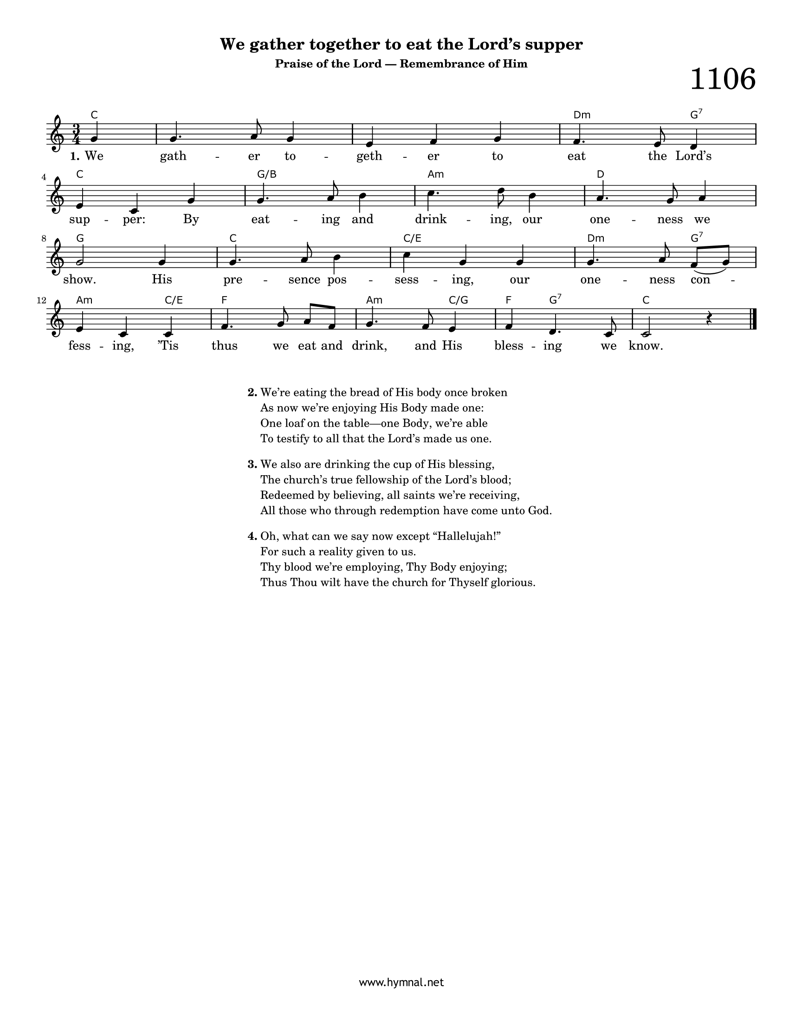 We gather together to eat the Lord's supper
Praise of the Lord — Remembrance of Him
1106
C Dm G7
3 4
1. We gath - er to - geth - er to eat the Lord's
4 C G/B Am D
sup - per: By eat - ing and drink - ing, our one - ness we
8 G C C/E Dm G7
show. His pre - sence pos - sess - ing, our one - ness con -
12 Am C/E F Am C/G F G7 C
fess - ing, 'Tis thus we eat and drink, and His bless - ing we know.
2. We're eating the bread of His body once broken
As now we're enjoying His Body made one:
One loaf on the table—one Body, we're able
To testify to all that the Lord's made us one.
3. We also are drinking the cup of His blessing,
The church's true fellowship of the Lord's blood;
Redeemed by believing, all saints we're receiving,
All those who through redemption have come unto God.
4. Oh, what can we say now except “Hallelujah!”
For such a reality given to us.
Thy blood we're employing, Thy Body enjoying;
Thus Thou wilt have the church for Thyself glorious.
www.hymnal.net